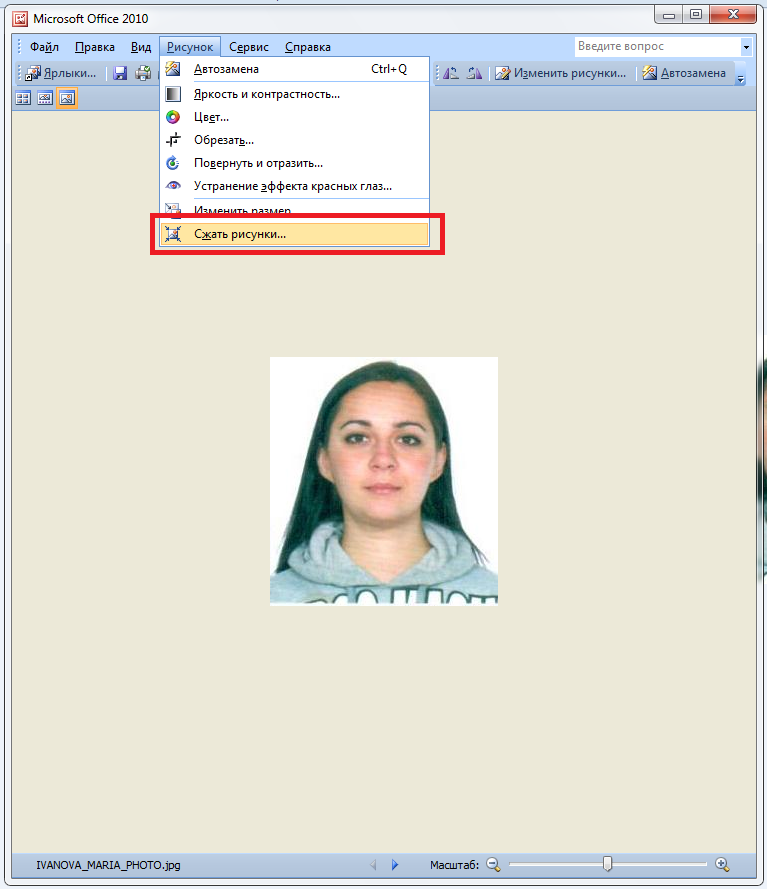 Microsoft Office 2010
Файл Правка Вид Рисунок Сервис Справка Введите вопрос
Ярлыки... Изменить рисунки... Автозамена
Автозамена Ctrl+Q
Яркость и контрастность...
Цвет...
Обрезать...
Повернуть и отразить...
Устранение эффекта красных глаз...
Изменить размер
Сжать рисунки...
IVANOVA_MARIA_PHOTO.jpg Масштаб: